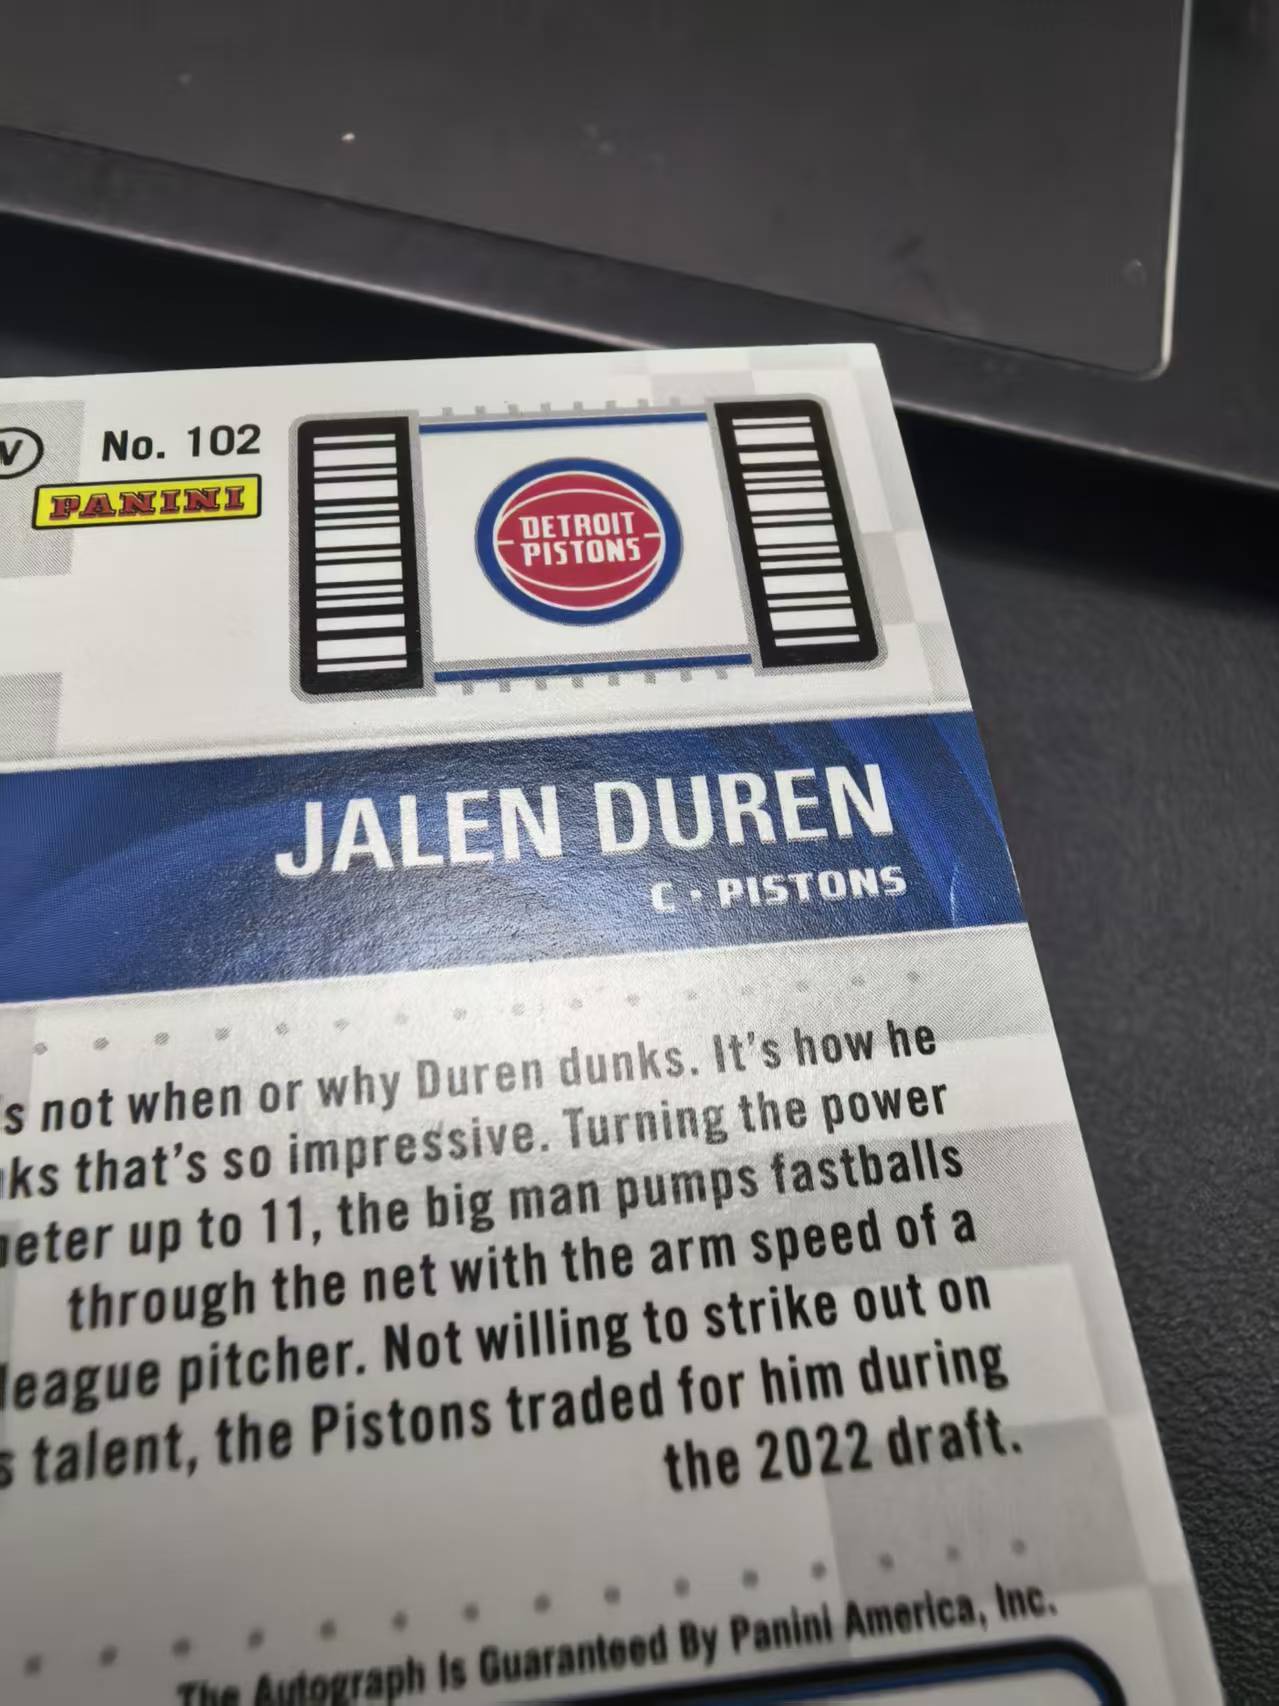 No. 102
PANINI
DETROIT
PISTONS
JALEN DUREN
C • PISTONS
not when or why Duren dunks. It's how he
that's so impressive. Turning the power
up to 11, the big man pumps fastballs
through the net with the arm speed of a
league pitcher. Not willing to strike out on
talent, the Pistons traded for him during
the 2022 draft.
The Autograph Is Guaranteed By Panini America, Inc.